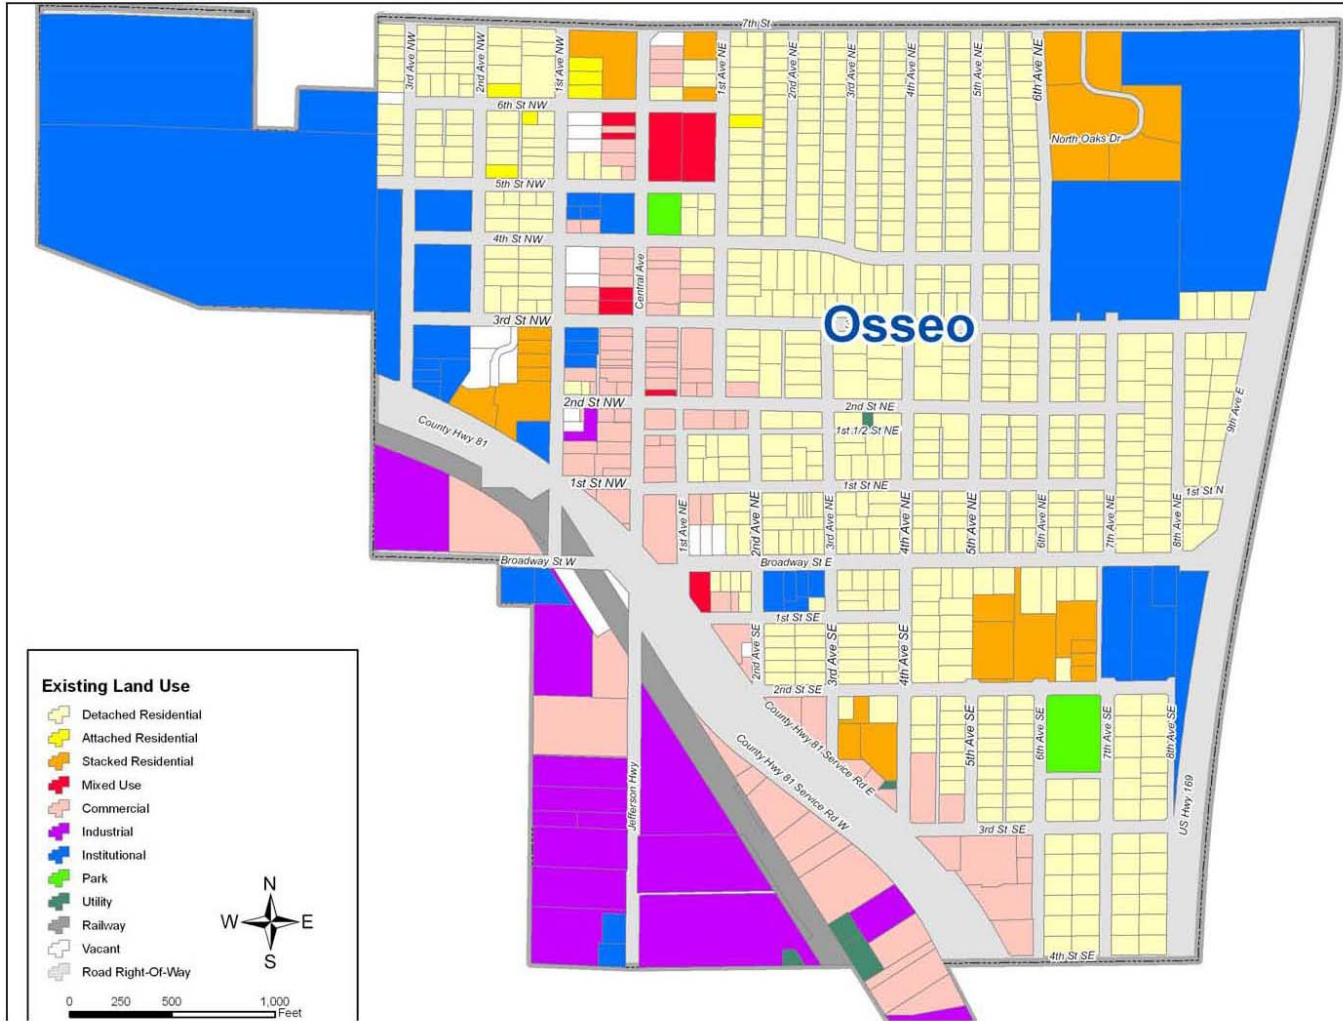 7th St
3rd Ave NW
2nd Ave NW
1st Ave NW
1st Ave NE
2nd Ave NE
3rd Ave NE
4th Ave NE
5th Ave NE
6th Ave NE
6th St NW
North Oaks Dr
5th St NW
4th St NW
Central Ave
3rd St NW
Osseo
2nd St NW
2nd St NE
1st 1/2 St NE
9th Ave E
County Hwy 81
1st St NW
1st St NE
1st St N
1st Ave NE
2nd Ave NE
3rd Ave NE
4th Ave NE
5th Ave NE
6th Ave NE
7th Ave NE
8th Ave NE
Broadway St W
Broadway St E
1st St SE
2nd Ave SE
3rd Ave SE
4th Ave SE
2nd St SE
County Hwy 81 Service Rd E
County Hwy 81 Service Rd W
5th Ave SE
6th Ave SE
7th Ave SE
8th Ave SE
Jefferson Hwy
US Hwy 169
3rd St SE
4th St SE
Existing Land Use
Detached Residential
Attached Residential
Stacked Residential
Mixed Use
Commercial
Industrial
Institutional
Park
Utility
Railway
Vacant
Road Right-Of-Way
N
W E
S
0 250 500 1,000
Feet